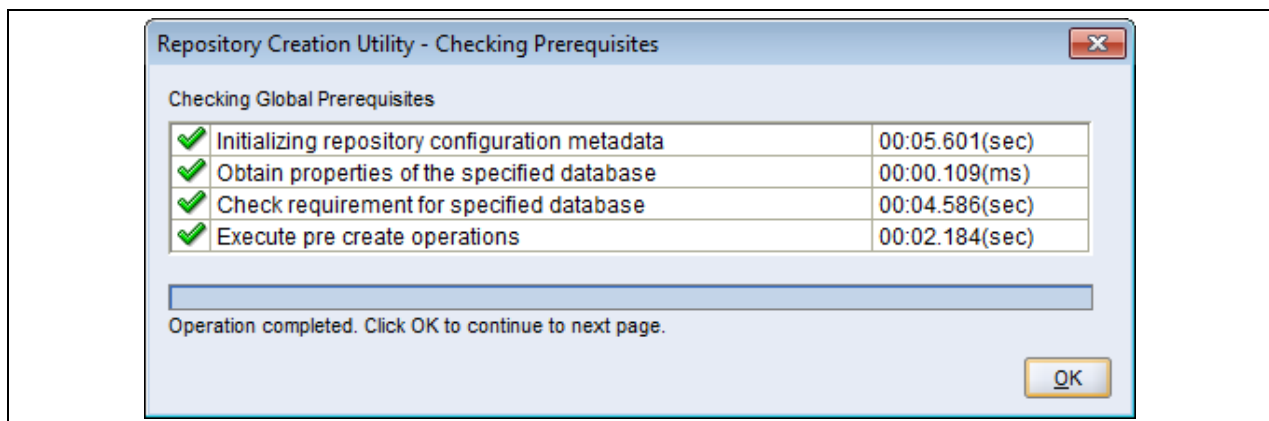 Repository Creation Utility - Checking Prerequisites
Checking Global Prerequisites
Initializing repository configuration metadata 00:05.601(sec)
Obtain properties of the specified database 00:00.109(ms)
Check requirement for specified database 00:04.586(sec)
Execute pre create operations 00:02.184(sec)
Operation completed. Click OK to continue to next page.
OK